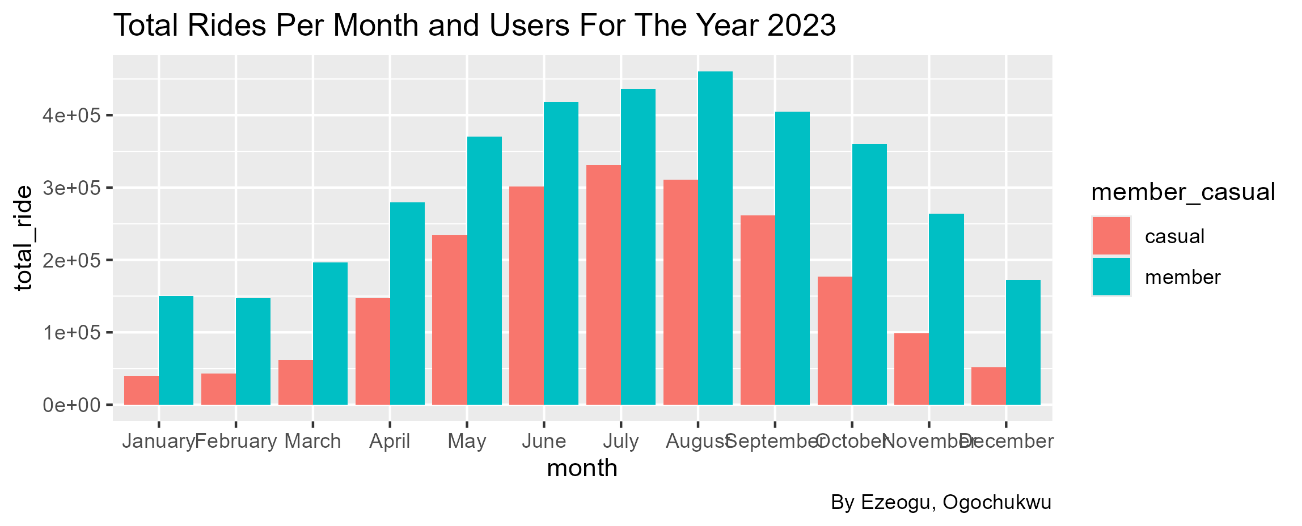 Total Rides Per Month and Users For The Year 2023
total_ride
4e+05
3e+05
2e+05
1e+05
0e+00
January February March April May June July August September October November December
month
member_casual
casual
member
By Ezeogu, Ogochukwu